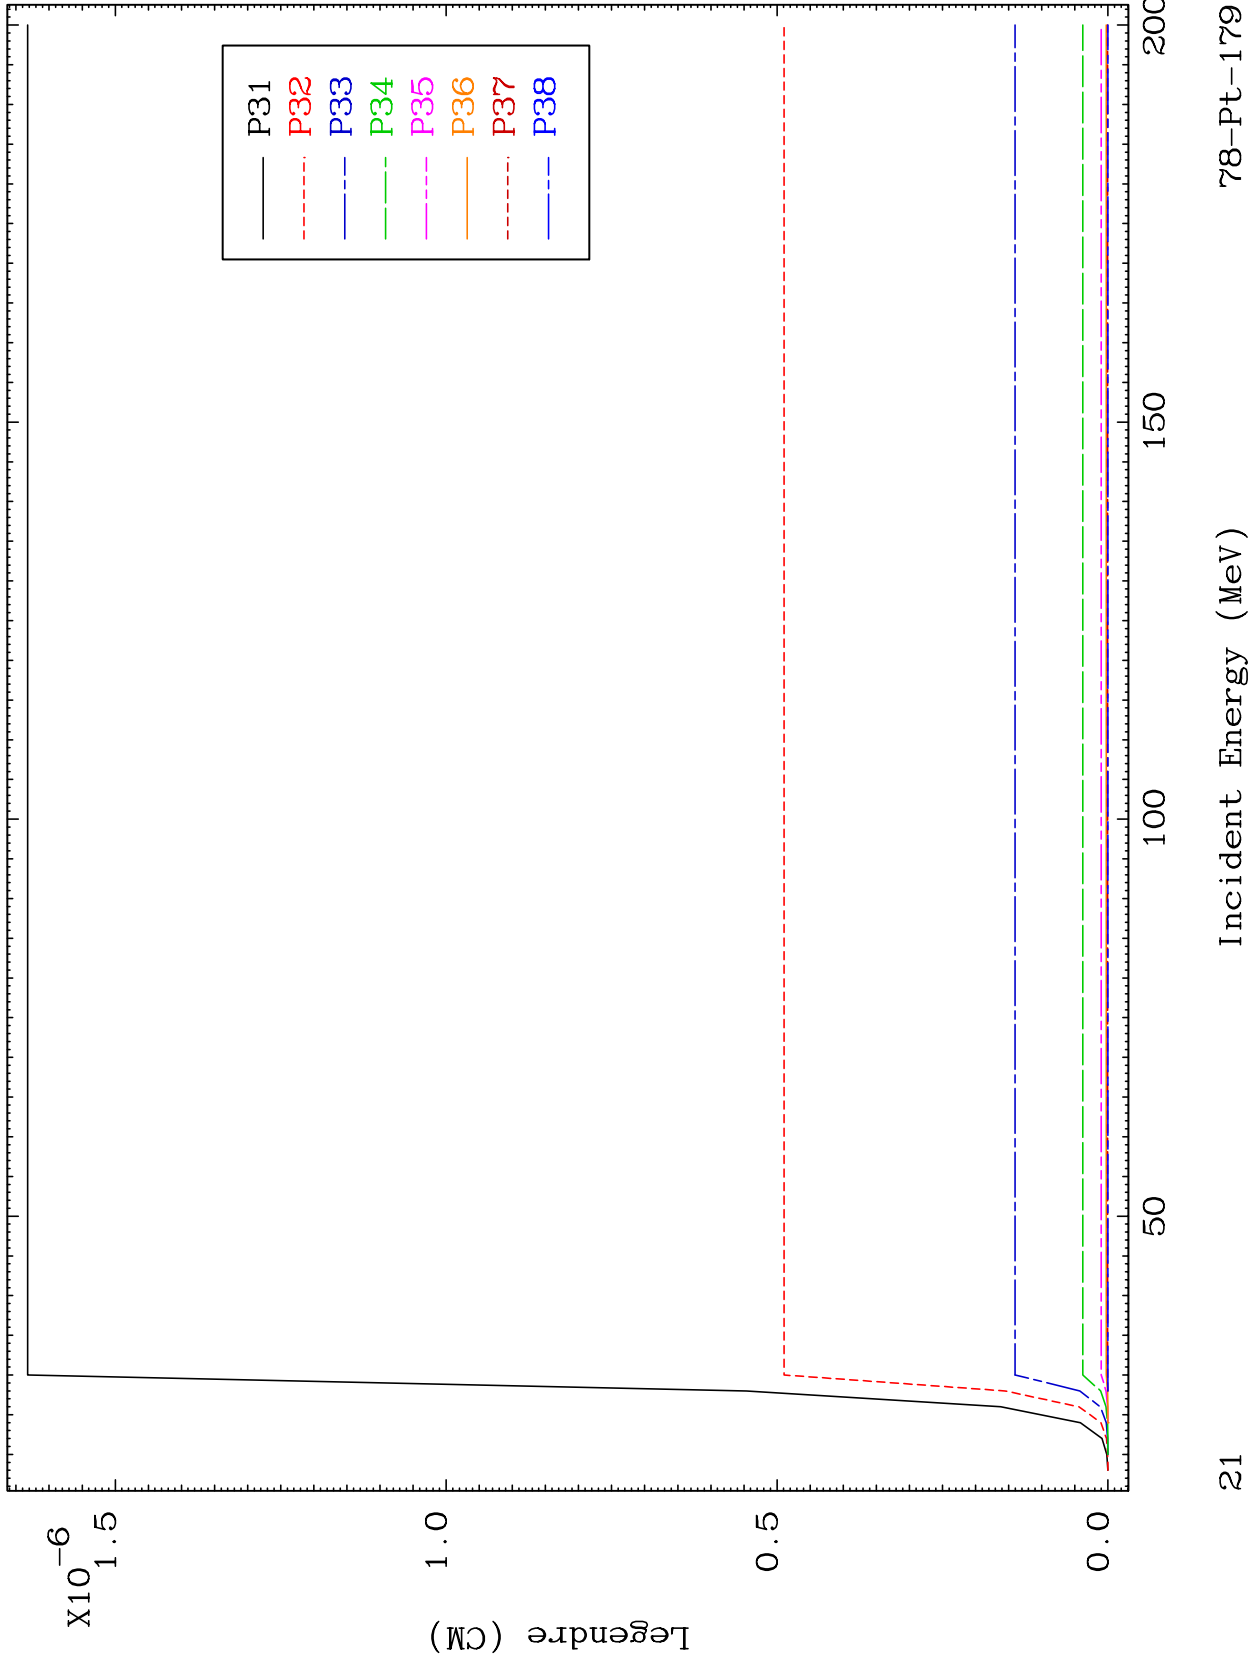 X10-6
1.5
1.0
0.5
0.0
Legendre (CM)
P31
P32
P33
P34
P35
P36
P37
P38
50
100
150
200
Incident Energy (MeV)
21
78-Pt-179